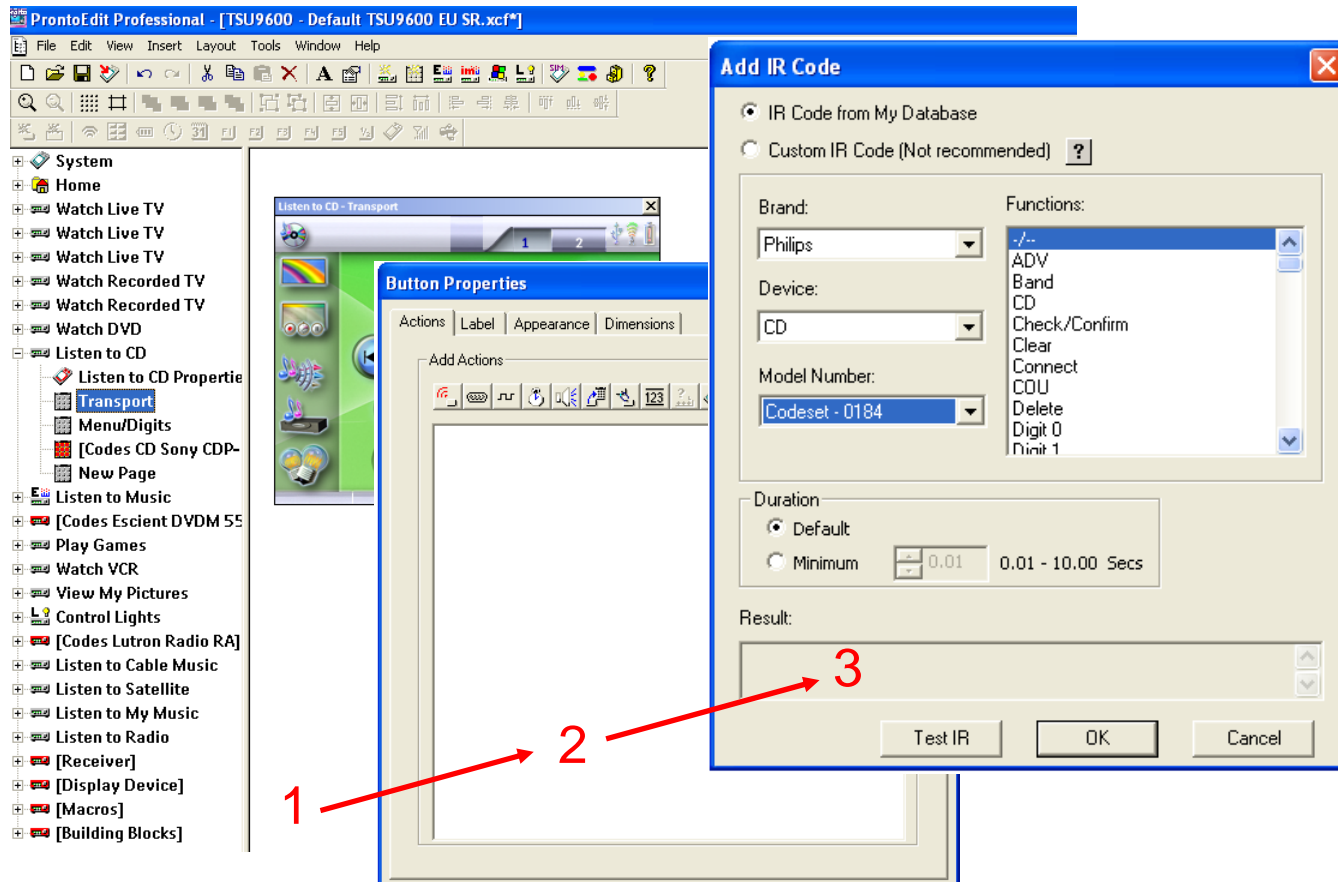 ProntoEdit Professional - [TSU9600 - Default TSU9600 EU SR.xcf*]
File Edit View Insert Layout Tools Window Help
System
Home
Watch Live TV
Watch Live TV
Watch Live TV
Watch Recorded TV
Watch Recorded TV
Watch DVD
Listen to CD
Listen to CD Propertie
Transport
Menu/Digits
[Codes CD Sony CDP-
New Page
Listen to Music
[Codes Escient DVDM 55
Play Games
Watch VCR
View My Pictures
Control Lights
[Codes Lutron Radio RA]
Listen to Cable Music
Listen to Satellite
Listen to My Music
Listen to Radio
[Receiver]
[Display Device]
[Macros]
[Building Blocks]
Listen to CD - Transport
1 2
Button Properties
Actions Label Appearance Dimensions
Add Actions
123
Add IR Code
IR Code from My Database
Custom IR Code (Not recommended) ?
Brand:
Philips
Device:
CD
Model Number:
Codeset - 0184
Functions:
-/--
ADV
Band
CD
Check/Confirm
Clear
Connect
COU
Delete
Digit 0
Digit 1
Duration
Default
Minimum 0.01 0.01 - 10.00 Secs
Result:
Test IR OK Cancel
1
2
3